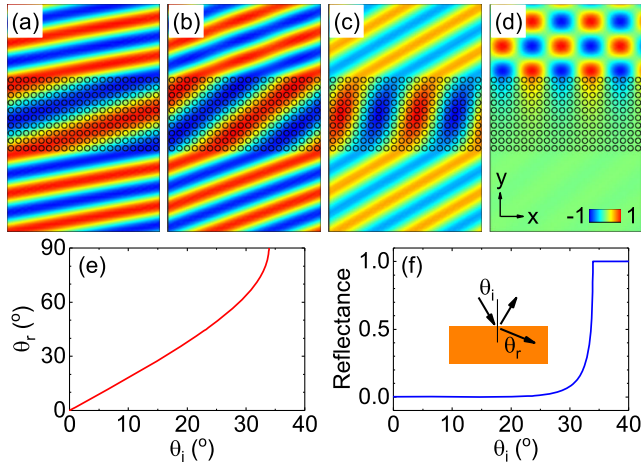 (a) (b) (c) (d)
y
x
-1 1
(e)
90
60
30
0
θr (º)
0 10 20 30 40
θi (º)
(f)
1.0
0.5
0.0
Reflectance
θi
θr
0 10 20 30 40
θi (º)